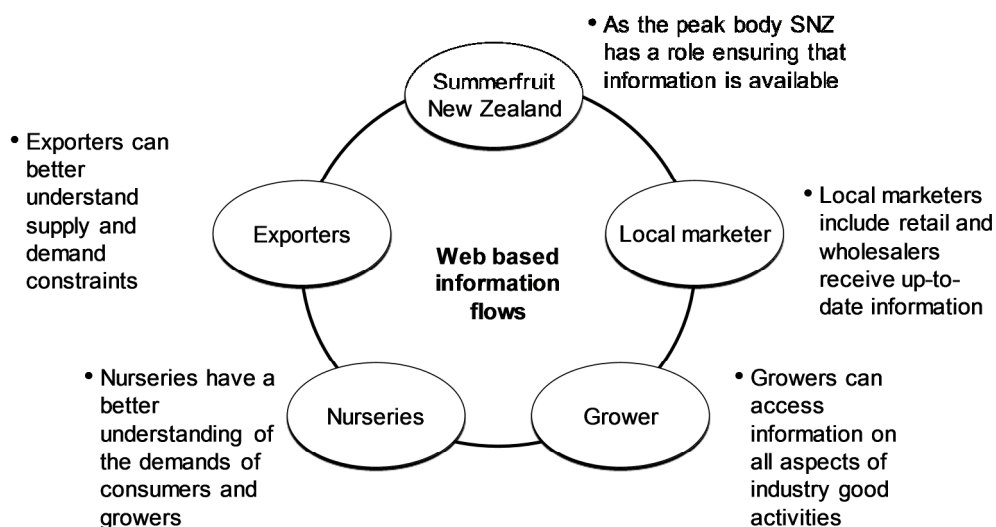 • As the peak body SNZ
has a role ensuring that
information is available
Summerfruit
New Zealand
• Exporters can
better
understand
supply and
demand
constraints
Exporters
Local marketer
• Local marketers
include retail and
wholesalers
receive up-to-
date information
Web based
information
flows
• Nurseries have a
better
understanding of
the demands of
consumers and
growers
Nurseries
Grower
• Growers can
access
information on
all aspects of
industry good
activities